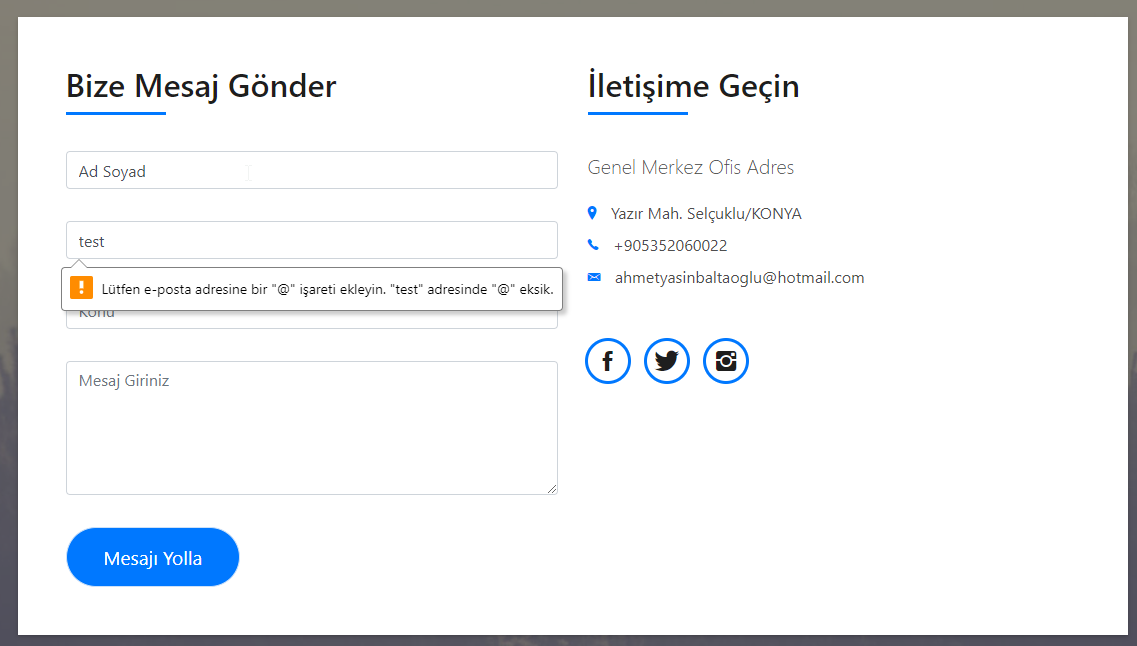 Bize Mesaj Gönder
Ad Soyad
test
Lütfen e-posta adresine bir "@" işareti ekleyin. "test" adresinde "@" eksik.
Konu
Mesaj Giriniz
Mesajı Yolla
İletişime Geçin
Genel Merkez Ofis Adres
Yazır Mah. Selçuklu/KONYA
+905352060022
ahmetyasinbaltaoglu@hotmail.com